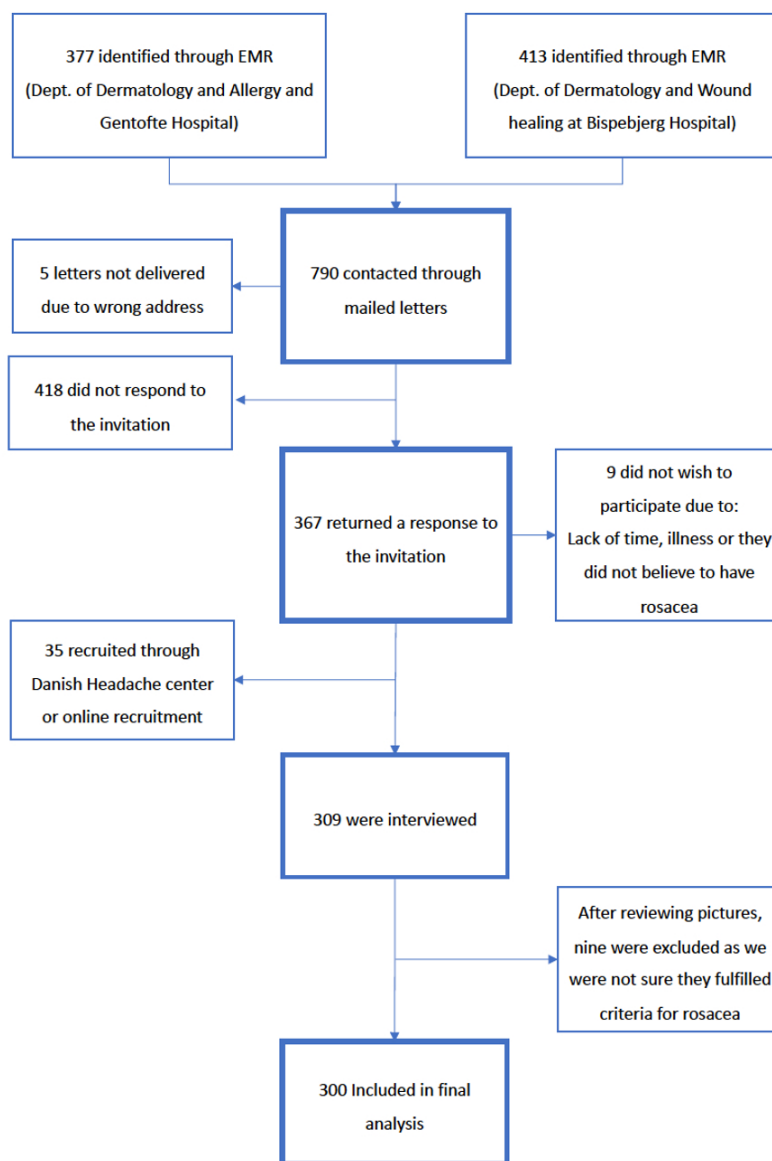 377 identified through EMR
(Dept. of Dermatology and Allergy and
Gentofte Hospital)
413 identified through EMR
(Dept. of Dermatology and Wound
healing at Bispebjerg Hospital)
790 contacted through
mailed letters
5 letters not delivered
due to wrong address
418 did not respond to
the invitation
367 returned a response to
the invitation
9 did not wish to
participate due to:
Lack of time, illness or they
did not believe to have
rosacea
35 recruited through
Danish Headache center
or online recruitment
309 were interviewed
After reviewing pictures,
nine were excluded as we
were not sure they fulfilled
criteria for rosacea
300 Included in final
analysis